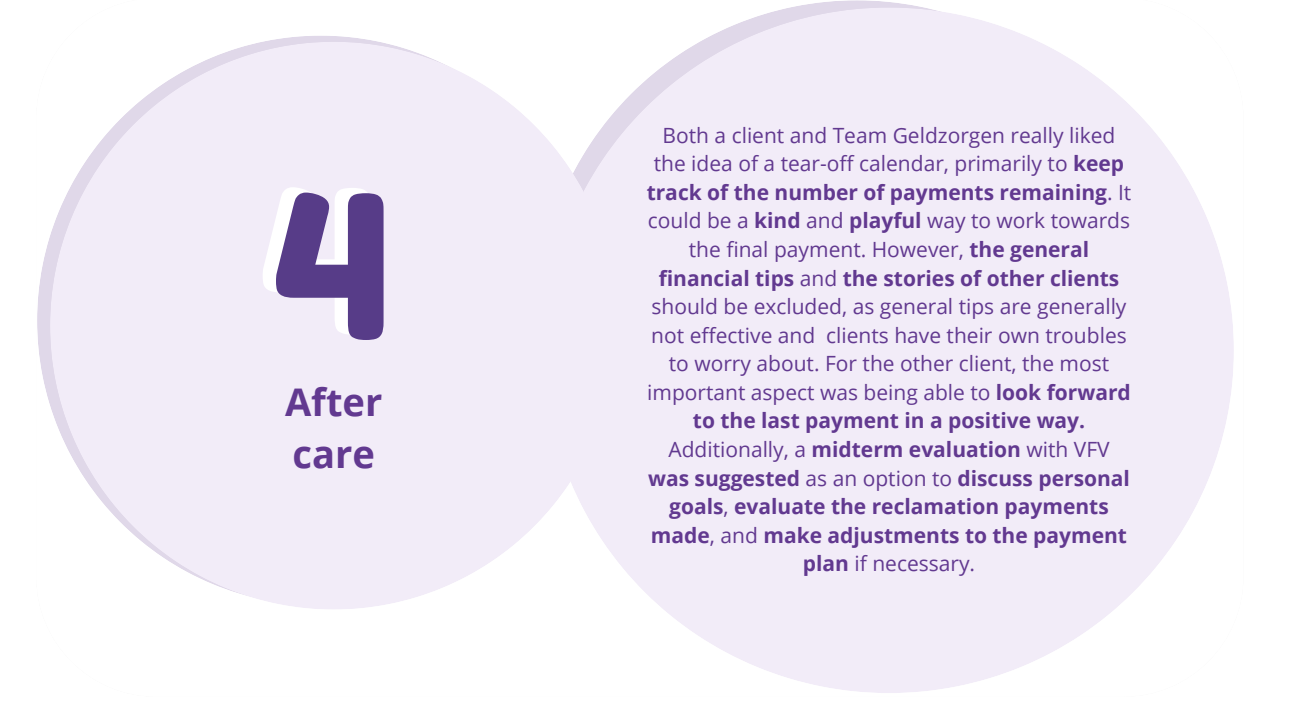 4
After
care
Both a client and Team Geldzorgen really liked
the idea of a tear-off calendar, primarily to keep
track of the number of payments remaining. It
could be a kind and playful way to work towards
the final payment. However, the general
financial tips and the stories of other clients
should be excluded, as general tips are generally
not effective and  clients have their own troubles
to worry about. For the other client, the most
important aspect was being able to look forward
to the last payment in a positive way.
Additionally, a midterm evaluation with VFV
was suggested as an option to discuss personal
goals, evaluate the reclamation payments
made, and make adjustments to the payment
plan if necessary.